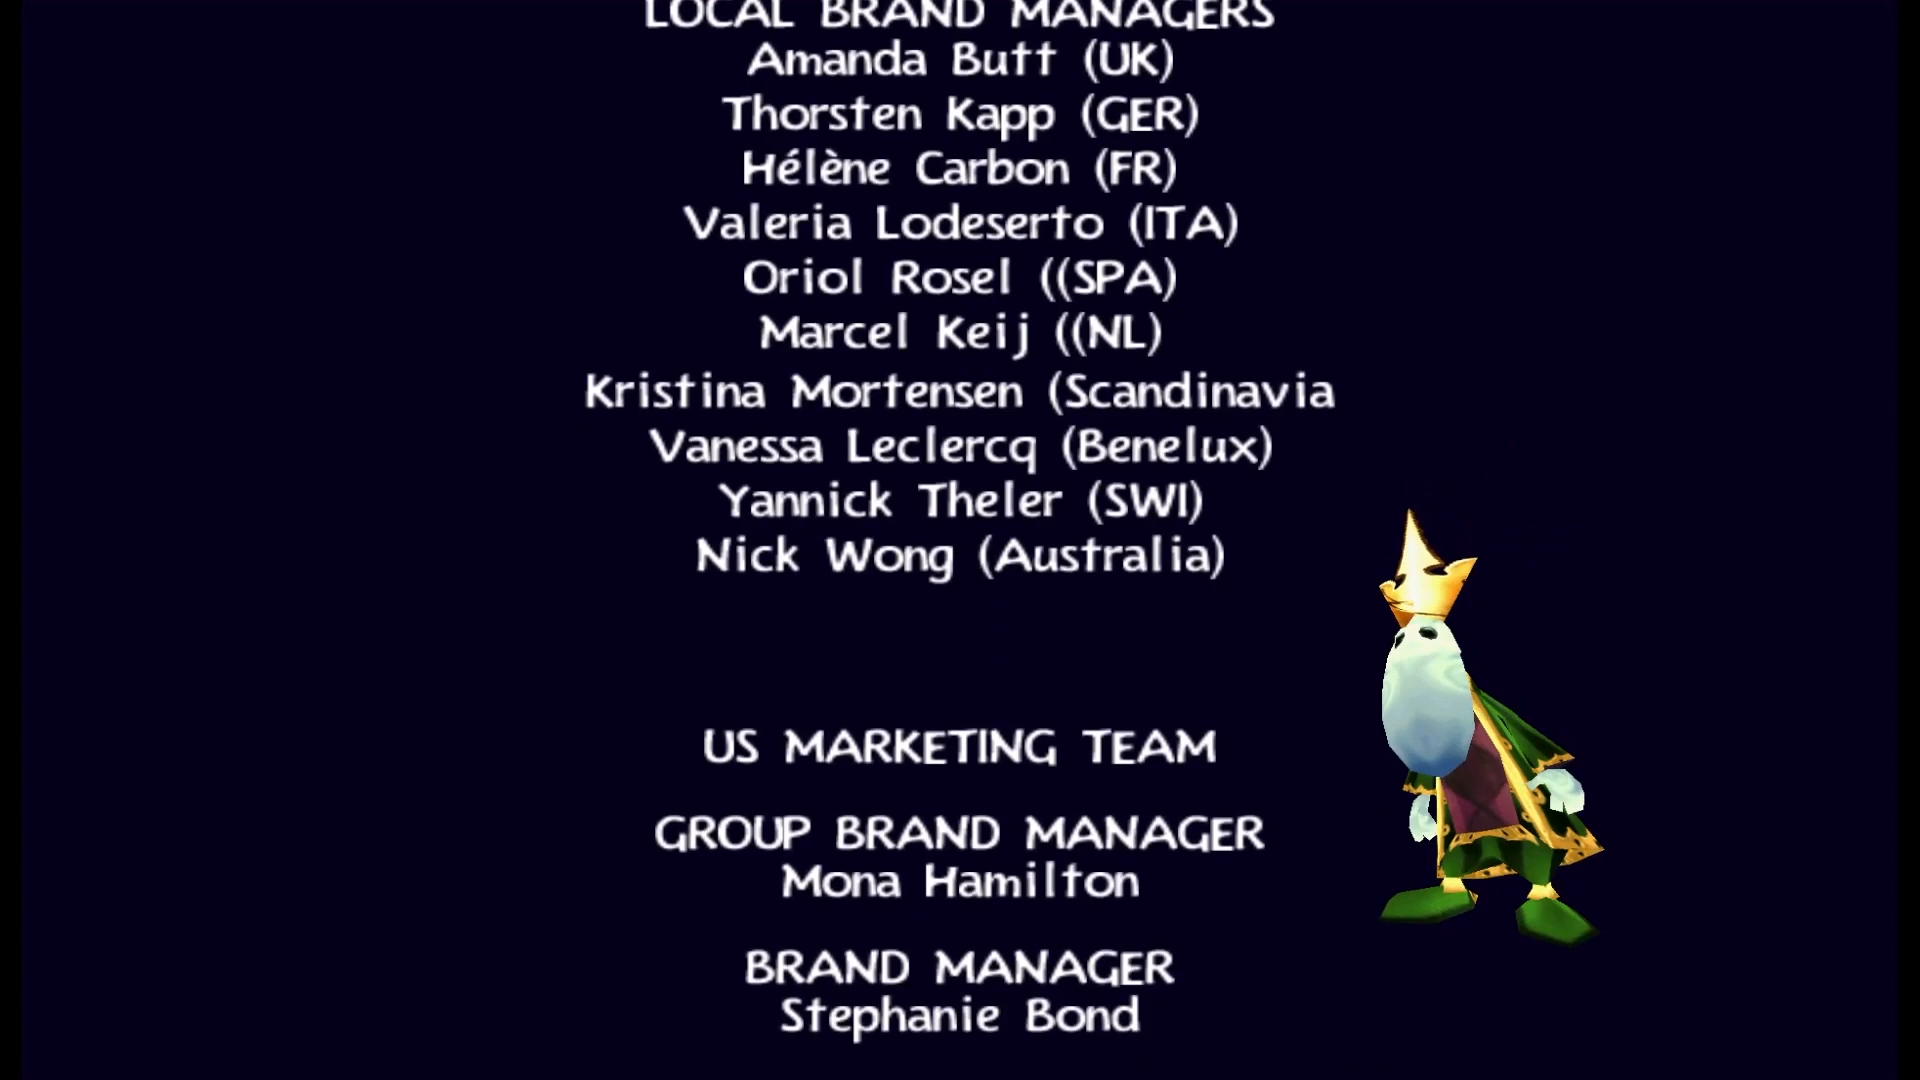 LOCAL BRAND MANAGERS
Amanda Butt (UK)
Thorsten Kapp (GER)
Hélène Carbon (FR)
Valeria Lodeserto (ITA)
Oriol Rosel ((SPA)
Marcel Keij ((NL)
Kristina Mortensen (Scandinavia
Vanessa Leclercq (Benelux)
Yannick Theler (SWI)
Nick Wong (Australia)
US MARKETING TEAM
GROUP BRAND MANAGER
Mona Hamilton
BRAND MANAGER
Stephanie Bond